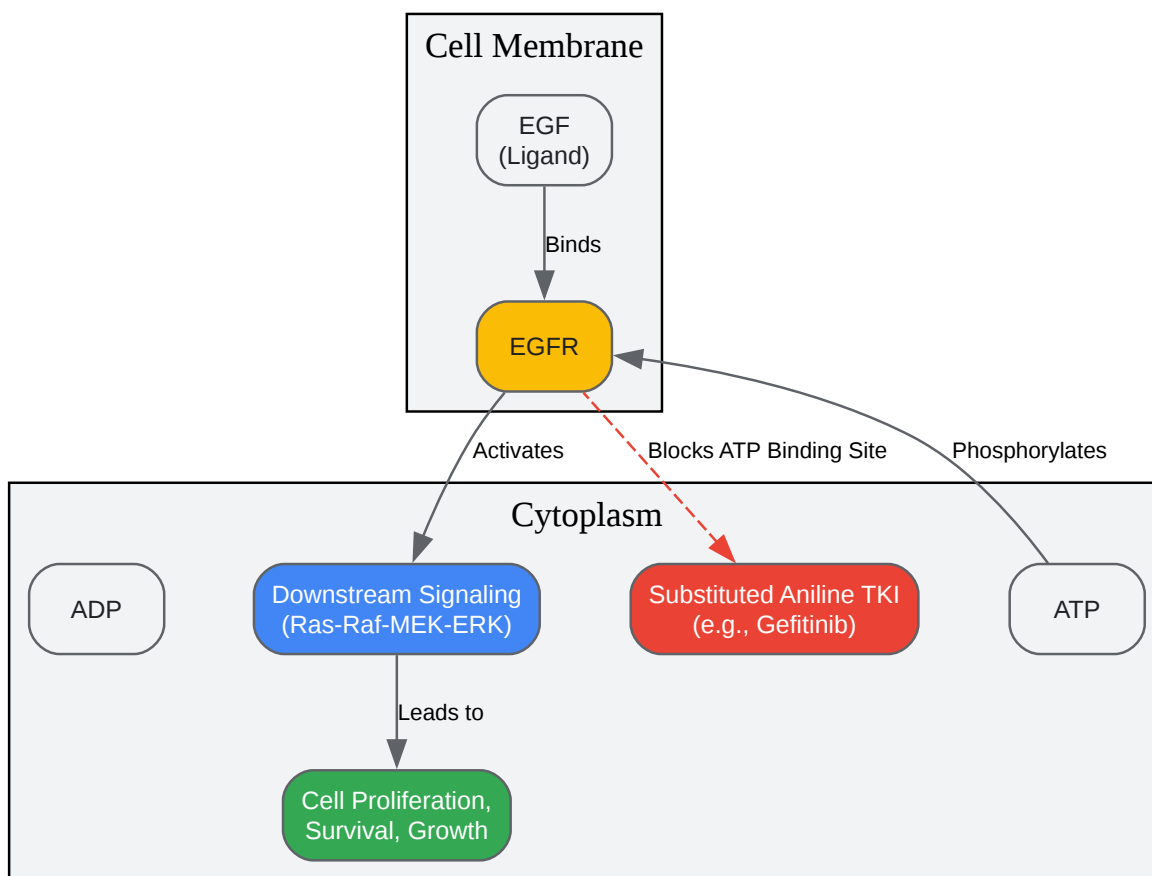 Cell Membrane
EGF
(Ligand)
Binds
EGFR
Activates
Blocks ATP Binding Site
Phosphorylates
Cytoplasm
ADP
Downstream Signaling
(Ras-Raf-MEK-ERK)
Substituted Aniline TKI
(e.g., Gefitinib)
ATP
Leads to
Cell Proliferation,
Survival, Growth